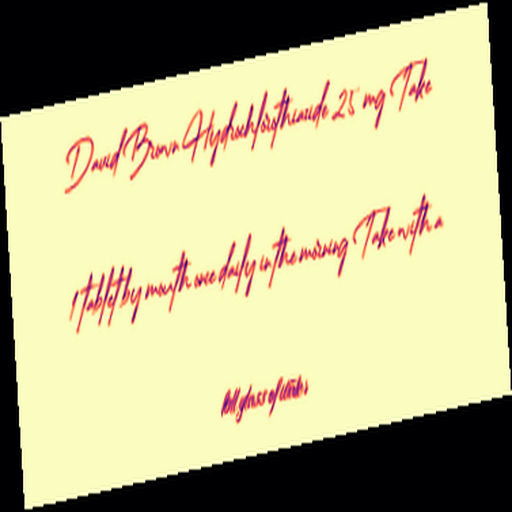 David Brown Hydrochlorothiazide 25 mg Take
1 tablet by mouth once daily in the morning Take with a
full glass of water